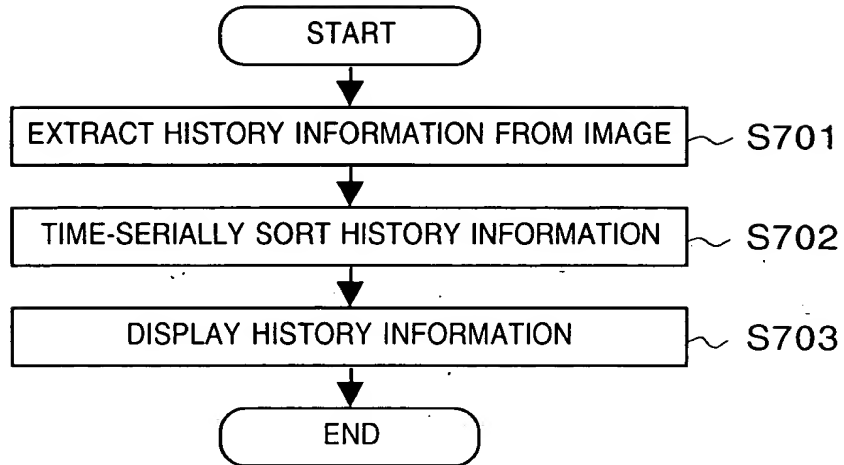 START
EXTRACT HISTORY INFORMATION FROM IMAGE
S701
TIME-SERIALLY SORT HISTORY INFORMATION
S702
DISPLAY HISTORY INFORMATION
S703
END